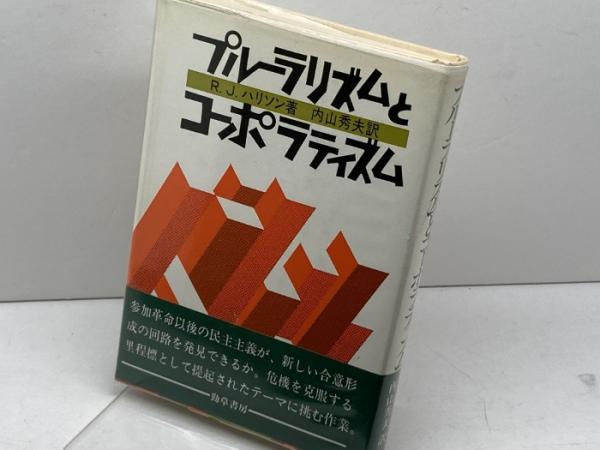 プルーラリズムと
R.J.ハリソン著 内山秀夫訳
コーポラティズム
参加革命以後の民主主義が、新しい合意形
成の回路を発見できるか。危機を克服する
里程標として提起されたテーマに挑む作業。
勁草書房